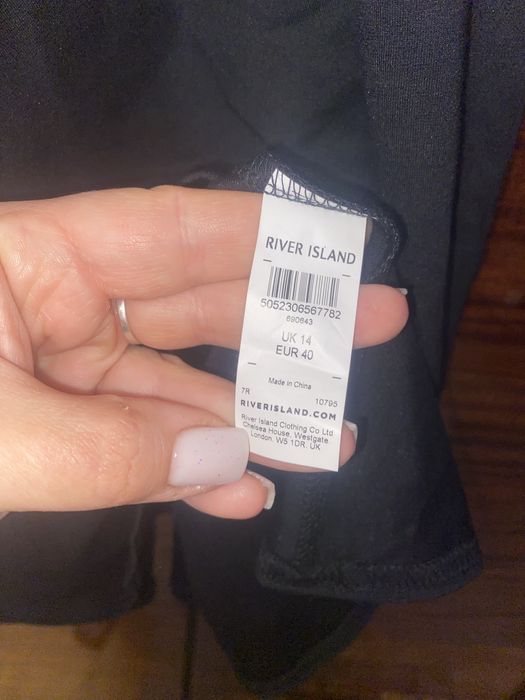 RIVER ISLAND
5052306567782
690643
UK 14
EUR 40
Made in China
7R 10795
RIVERISLAND.COM
River Island Clothing Co Ltd
Chelsea House, Westgate
London. W5 1DR. UK